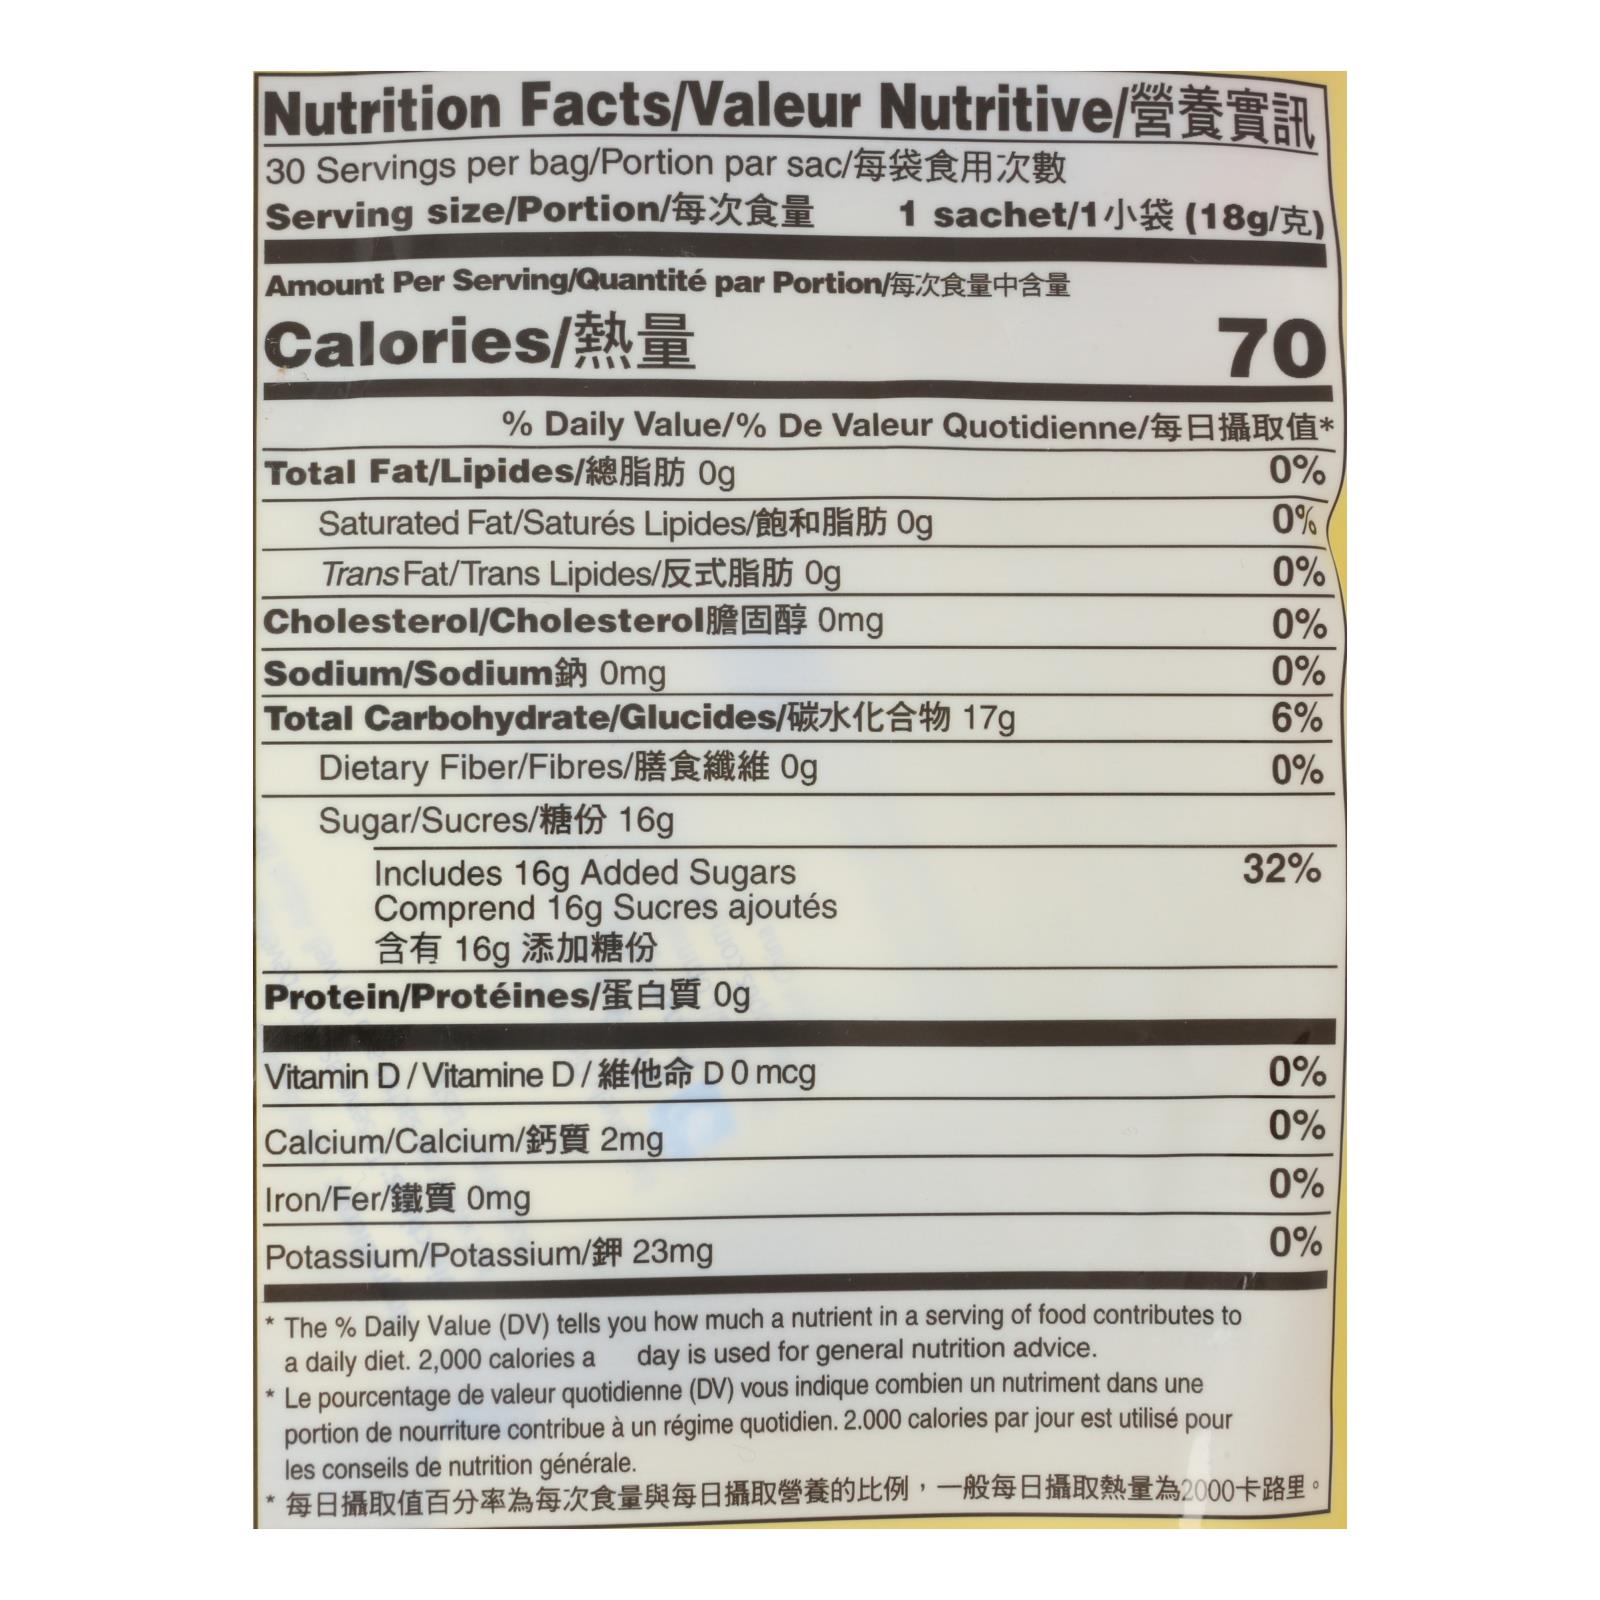 Nutrition Facts/Valeur Nutritive/營養實訊
30 Servings per bag/Portion par sac/每袋食用次數
Serving size/Portion/每次食量 1 sachet/1小袋 (18g/克)
Amount Per Serving/Quantité par Portion/每次食量中含量
Calories/熱量 70
% Daily Value/% De Valeur Quotidienne/每日攝取值*
Total Fat/Lipides/總脂肪 0g 0%
Saturated Fat/Saturés Lipides/飽和脂肪 0g 0%
Trans Fat/Trans Lipides/反式脂肪 0g 0%
Cholesterol/Cholesterol膽固醇 0mg 0%
Sodium/Sodium鈉 0mg 0%
Total Carbohydrate/Glucides/碳水化合物 17g 6%
Dietary Fiber/Fibres/膳食纖維 0g 0%
Sugar/Sucres/糖份 16g
Includes 16g Added Sugars 32%
Comprend 16g Sucres ajoutés
含有 16g 添加糖份
Protein/Protéines/蛋白質 0g
Vitamin D / Vitamine D / 維他命 D 0 mcg 0%
Calcium/Calcium/鈣質 2mg 0%
Iron/Fer/鐵質 0mg 0%
Potassium/Potassium/鉀 23mg 0%
* The % Daily Value (DV) tells you how much a nutrient in a serving of food contributes to
a daily diet. 2,000 calories a day is used for general nutrition advice.
* Le pourcentage de valeur quotidienne (DV) vous indique combien un nutriment dans une
portion de nourriture contribue à un régime quotidien. 2.000 calories par jour est utilisé pour
les conseils de nutrition générale.
* 每日攝取值百分率為每次食量與每日攝取營養的比例，一般每日攝取熱量為2000卡路里。